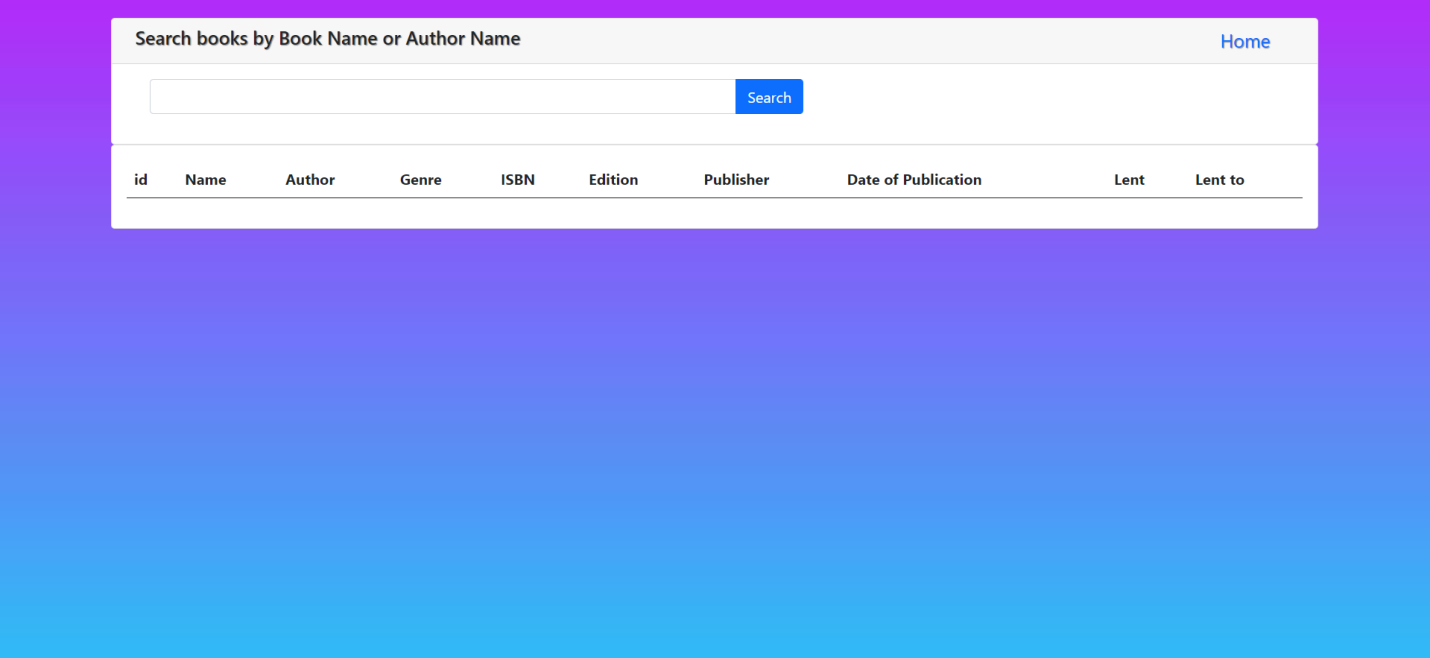 Search books by Book Name or Author Name
Home
Search
id Name Author Genre ISBN Edition Publisher Date of Publication Lent Lent to